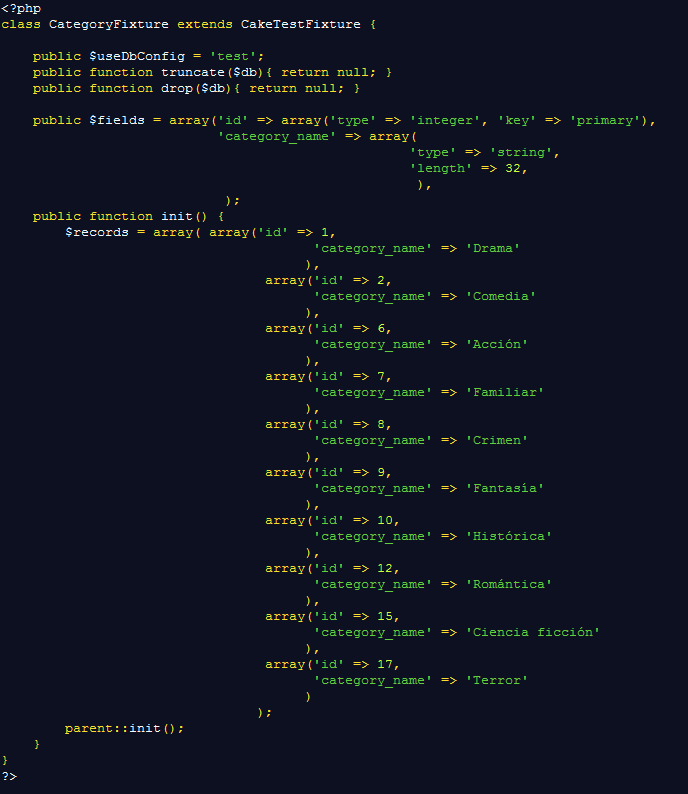 <?php
class CategoryFixture extends CakeTestFixture {

    public $useDbConfig = 'test';
    public function truncate($db){ return null; }
    public function drop($db){ return null; }

    public $fields = array('id' => array('type' => 'integer', 'key' => 'primary'),
                           'category_name' => array(
                                                   'type' => 'string',
                                                   'length' => 32,
                                                    ),
                            );
    public function init() {
        $records = array( array('id' => 1,
                                       'category_name' => 'Drama'
                                      ),
                                 array('id' => 2,
                                       'category_name' => 'Comedia'
                                      ),
                                 array('id' => 6,
                                       'category_name' => 'Acción'
                                      ),
                                 array('id' => 7,
                                       'category_name' => 'Familiar'
                                      ),
                                 array('id' => 8,
                                       'category_name' => 'Crimen'
                                      ),
                                 array('id' => 9,
                                       'category_name' => 'Fantasía'
                                      ),
                                 array('id' => 10,
                                       'category_name' => 'Histórica'
                                      ),
                                 array('id' => 12,
                                       'category_name' => 'Romántica'
                                      ),
                                 array('id' => 15,
                                       'category_name' => 'Ciencia ficción'
                                      ),
                                 array('id' => 17,
                                       'category_name' => 'Terror'
                                      )
                                );
        parent::init();
    }
}
?>